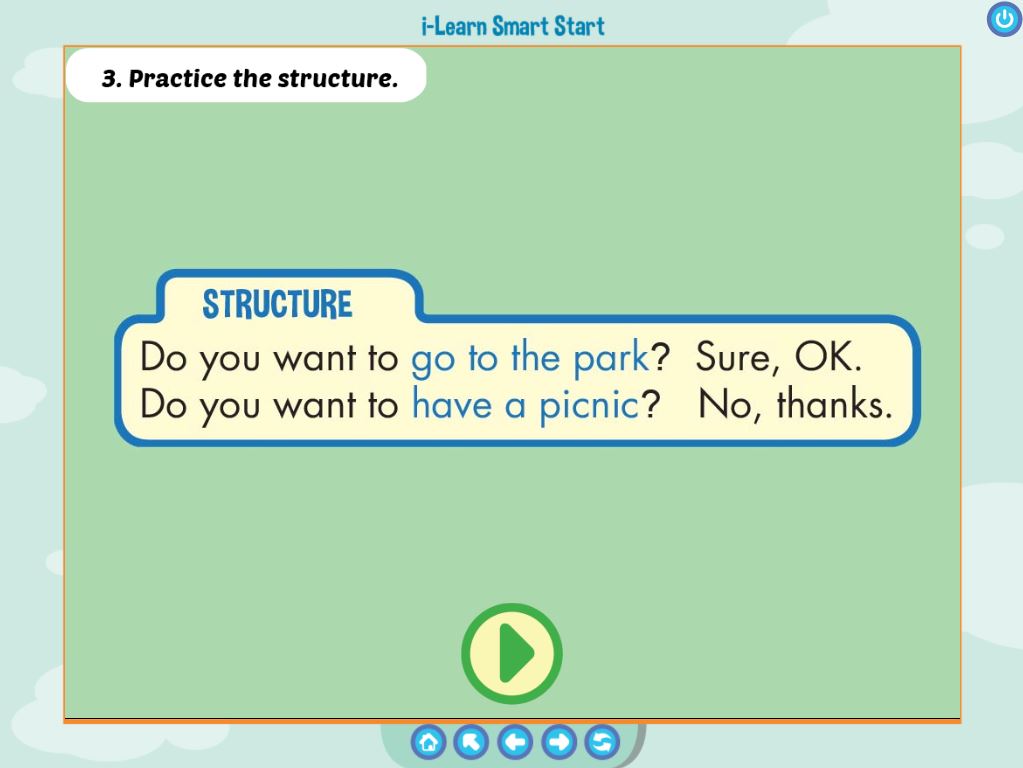 i-Learn Smart Start
3. Practice the structure.
STRUCTURE
Do you want to go to the park? Sure, OK.
Do you want to have a picnic? No, thanks.